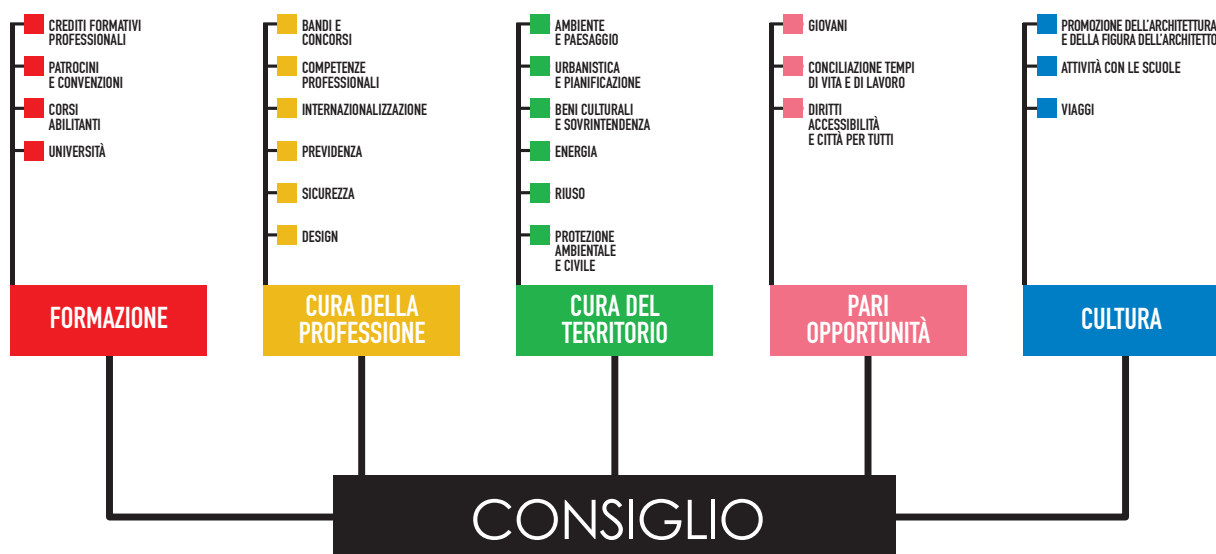 CREDITI FORMATIVI
PROFESSIONALI
PATROCINI
E CONVENZIONI
CORSI
ABILITANTI
UNIVERSITÀ
FORMAZIONE
BANDI E
CONCORSI
COMPETENZE
PROFESSIONALI
INTERNAZIONALIZZAZIONE
PREVIDENZA
SICUREZZA
DESIGN
CURA DELLA
PROFESSIONE
AMBIENTE
E PAESAGGIO
URBANISTICA
E PIANIFICAZIONE
BENI CULTURALI
E SOVRINTENDENZA
ENERGIA
RIUSO
PROTEZIONE
AMBIENTALE
E CIVILE
CURA DEL
TERRITORIO
GIOVANI
CONCILIAZIONE TEMPI
DI VITA E DI LAVORO
DIRITTI
ACCESSIBILITÀ
E CITTÀ PER TUTTI
PARI
OPPORTUNITÀ
PROMOZIONE DELL'ARCHITETTURA
E DELLA FIGURA DELL'ARCHITETTO
ATTIVITÀ CON LE SCUOLE
VIAGGI
CULTURA
CONSIGLIO